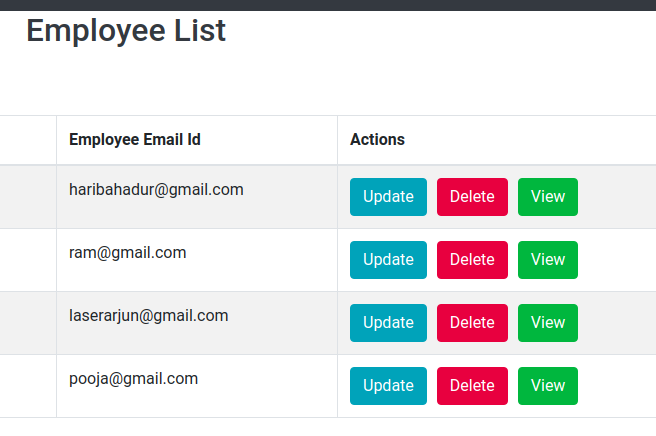 Employee List
Employee Email Id Actions
haribahadur@gmail.com Update Delete View
ram@gmail.com Update Delete View
laserarjun@gmail.com Update Delete View
pooja@gmail.com Update Delete View